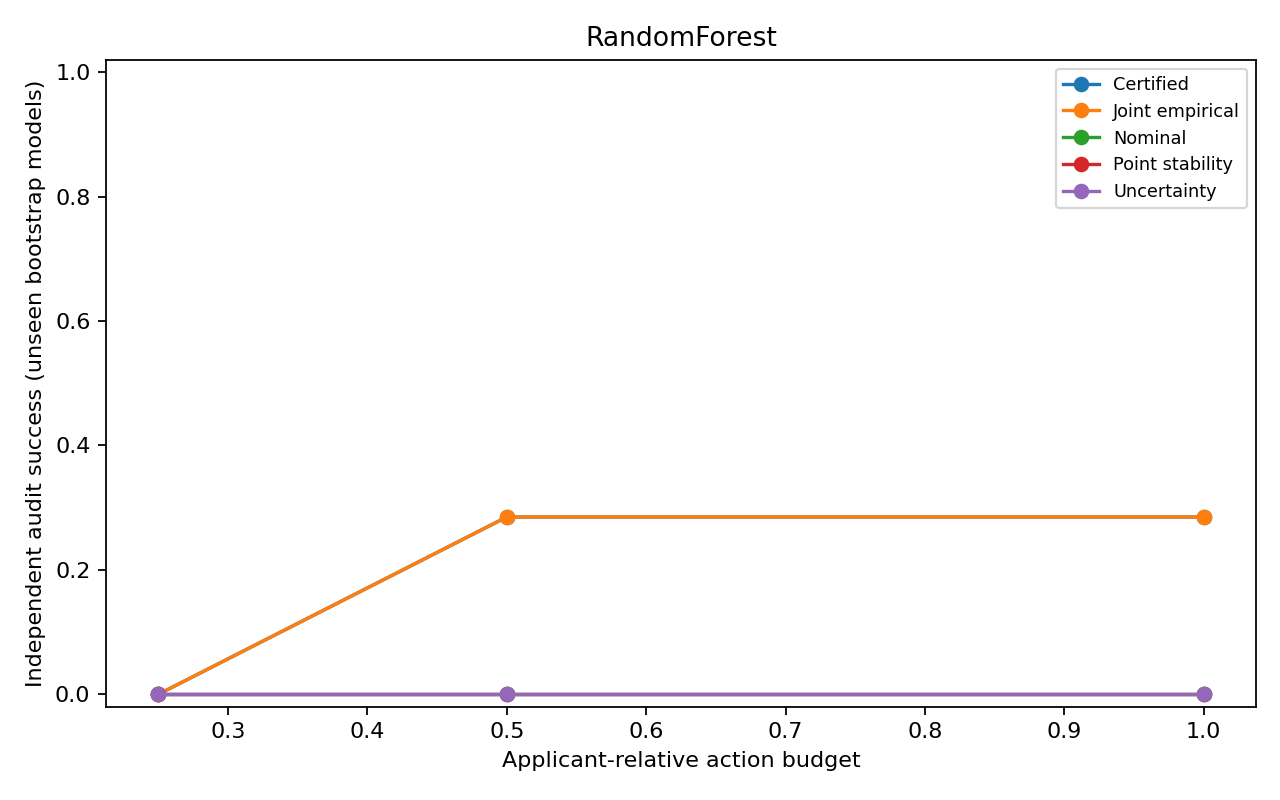 RandomForest
Independent audit success (unseen bootstrap models)
1.0
0.8
0.6
0.4
0.2
0.0
Certified
Joint empirical
Nominal
Point stability
Uncertainty
0.3 0.4 0.5 0.6 0.7 0.8 0.9 1.0
Applicant-relative action budget